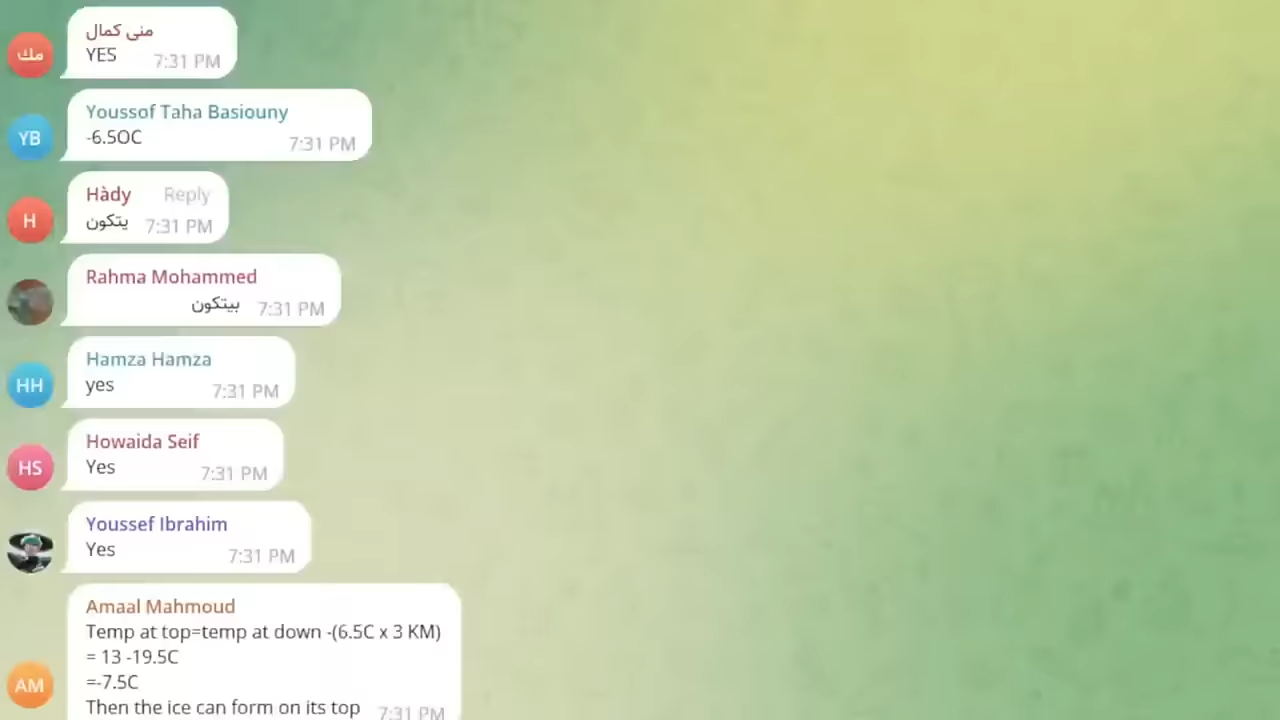 منى كمال
مك
YES 7:31 PM
Youssof Taha Basiouny
YB
-6.5OC 7:31 PM
Hàdy Reply
H
يتكون 7:31 PM
Rahma Mohammed
بيتكون 7:31 PM
Hamza Hamza
HH
yes 7:31 PM
Howaida Seif
HS
Yes 7:31 PM
Youssef Ibrahim
Yes 7:31 PM
Amaal Mahmoud
Temp at top=temp at down -(6.5C x 3 KM)
= 13 -19.5C
=-7.5C
AM
Then the ice can form on its top 7:31 PM